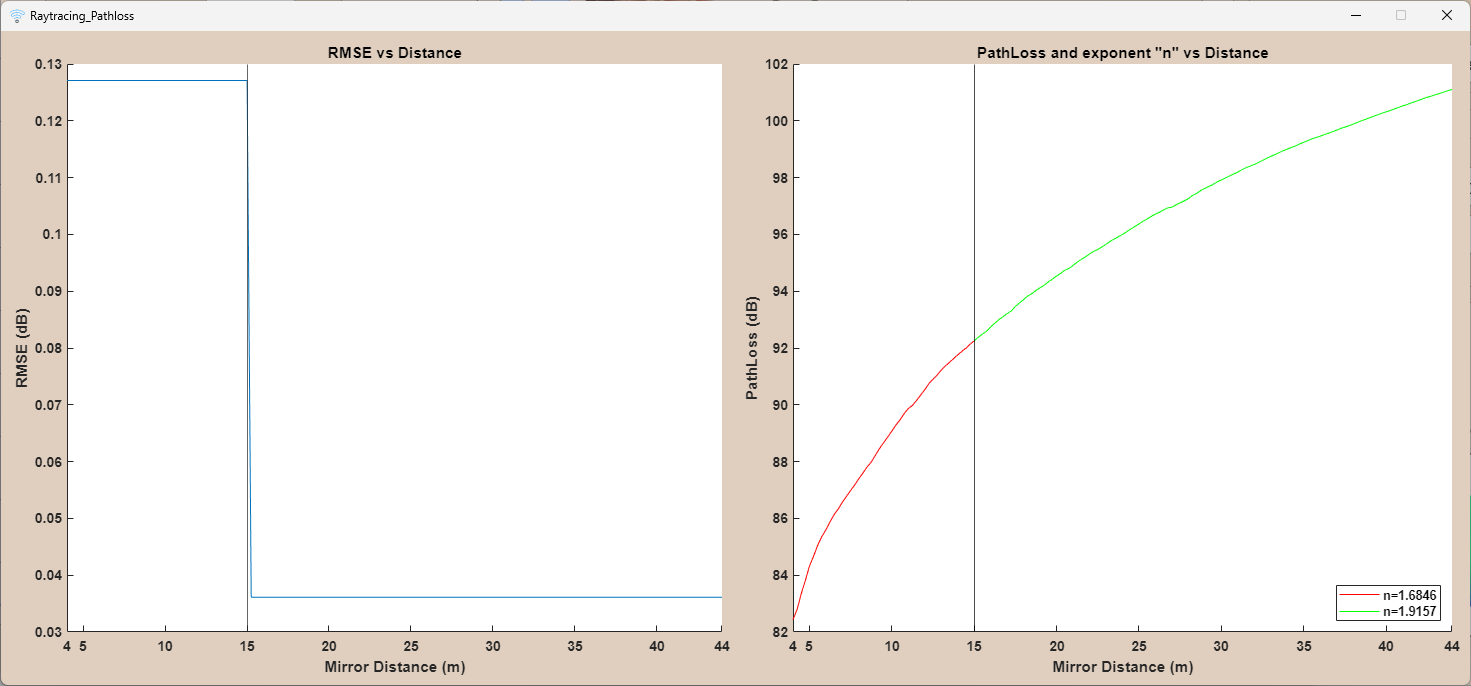 Raytracing_Pathloss
RMSE vs Distance
0.13
0.12
0.11
0.1
0.09
0.08
0.07
0.06
0.05
0.04
0.03
RMSE (dB)
4 5 10 15 20 25 30 35 40 44
Mirror Distance (m)
PathLoss and exponent "n" vs Distance
102
100
98
96
94
92
90
88
86
84
82
PathLoss (dB)
n=1.6846
n=1.9157
4 5 10 15 20 25 30 35 40 44
Mirror Distance (m)